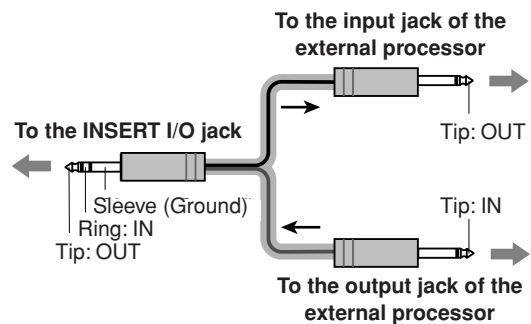 To the input jack of the
external processor
Tip: OUT
To the INSERT I/O jack
Sleeve (Ground)
Ring: IN
Tip: OUT
Tip: IN
To the output jack of the
external processor